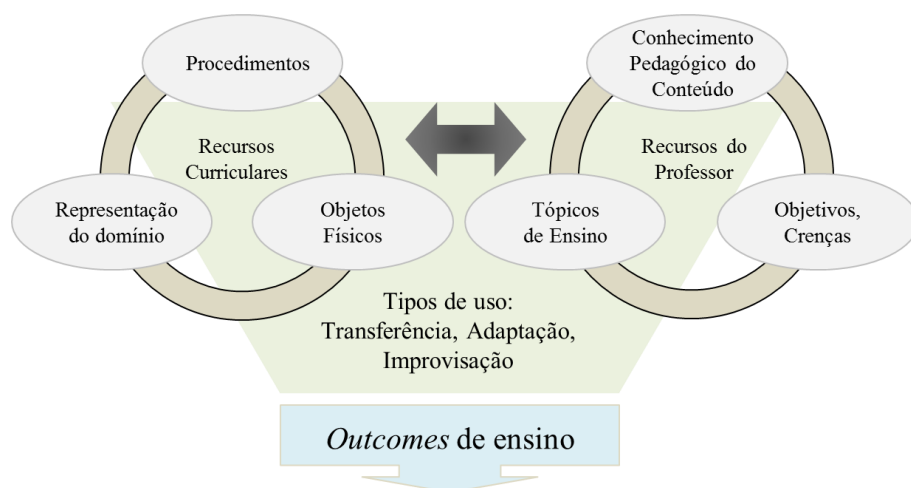 Procedimentos
Recursos
Curriculares
Representação
do domínio
Objetos
Físicos
Conhecimento
Pedagógico do
Conteúdo
Recursos do
Professor
Tópicos
de Ensino
Objetivos,
Crenças
Tipos de uso:
Transferência, Adaptação,
Improvisação
Outcomes de ensino